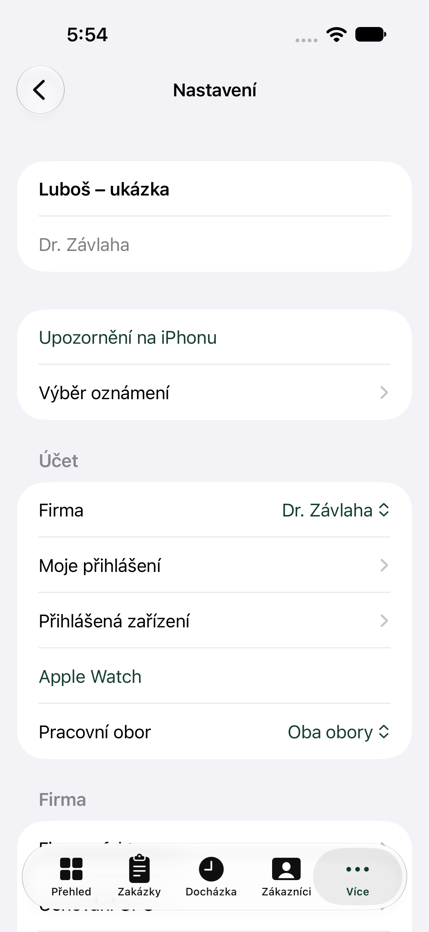 5:54
Nastavení
Luboš – ukázka
Dr. Závlaha
Upozornění na iPhonu
Výběr oznámení
Účet
Firma Dr. Závlaha
Moje přihlášení
Přihlášená zařízení
Apple Watch
Pracovní obor Oba obory
Firma
Přehled Zakázky Docházka Zákazníci Více